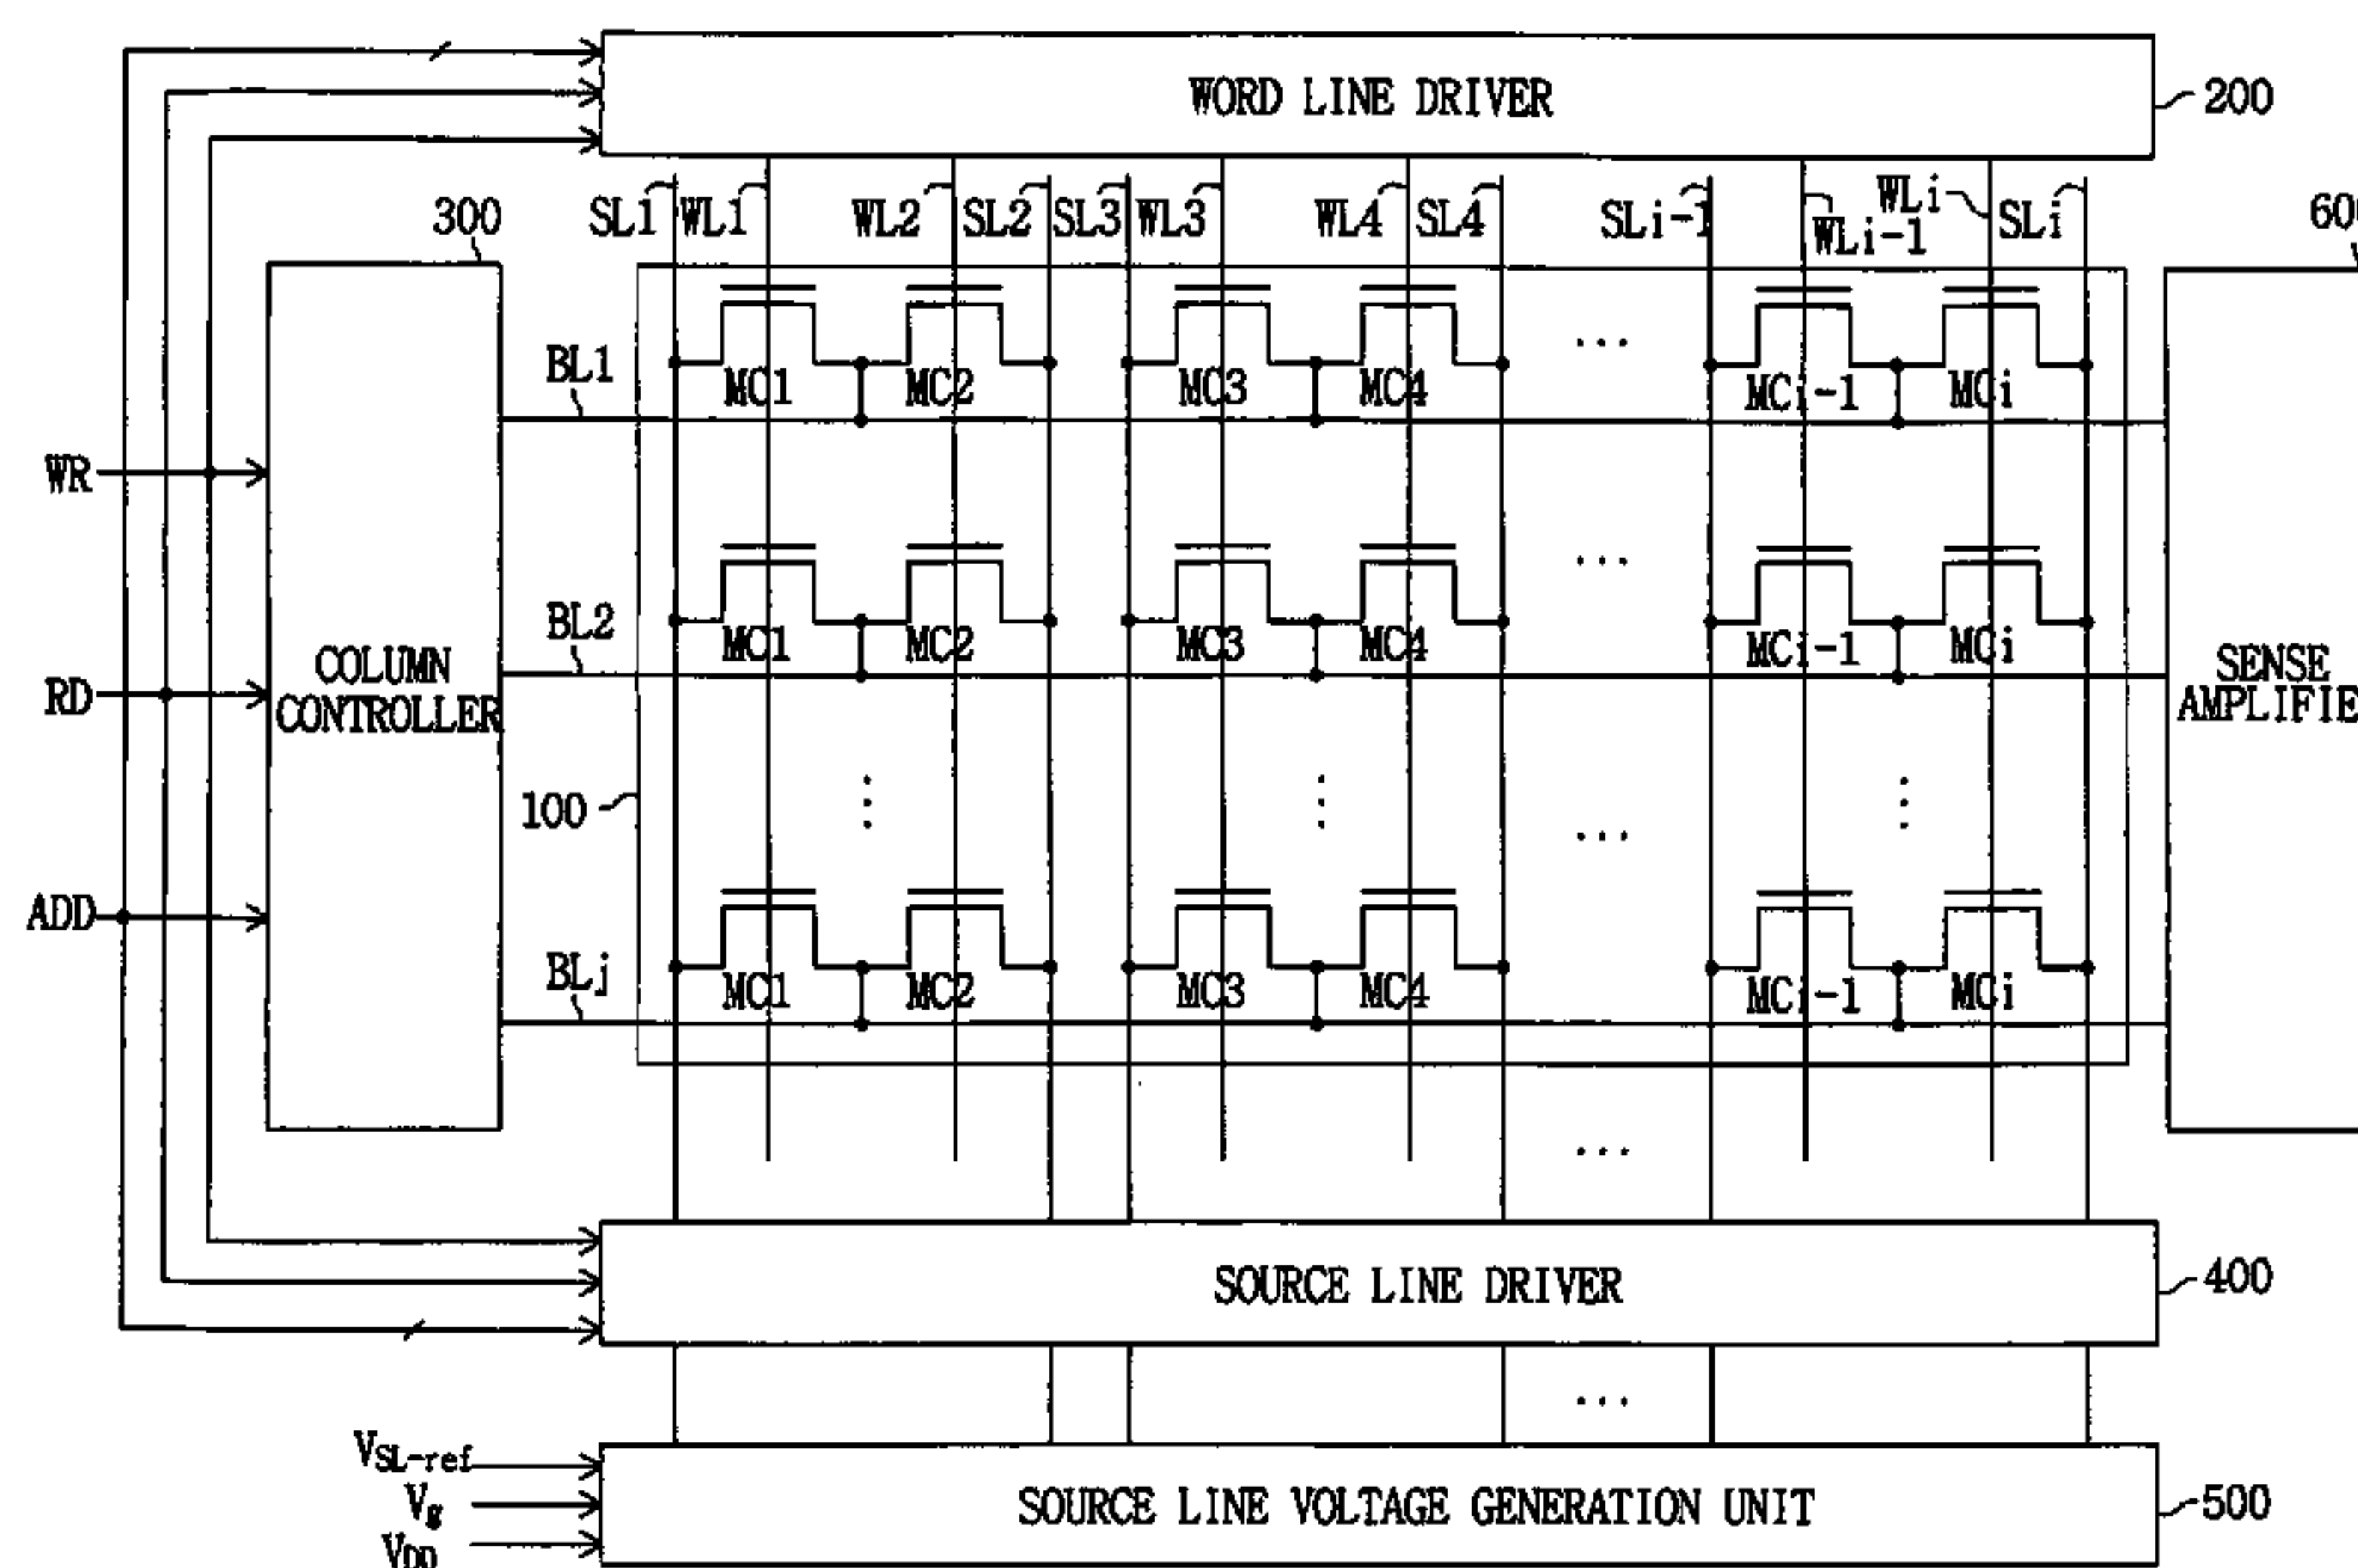 WORD LINE DRIVER
200
300
SL1
WL1
WL2
SL2
SL3
WL3
WL4
SL4
SLi-1
WLi-1
WLi
SLi
BL1
MC1
MC2
MC3
MC4
MCi-1
MCi
WR
BL2
MC1
MC2
MC3
MC4
MCi-1
MCi
COLUMN
CONTROLLER
RD
SENSE
100
ADD
BLj
MC1
MC2
MC3
MC4
MCi-1
MCi
SOURCE LINE DRIVER
400
VSL-ref
Vg
VDD
SOURCE LINE VOLTAGE GENERATION UNIT
500